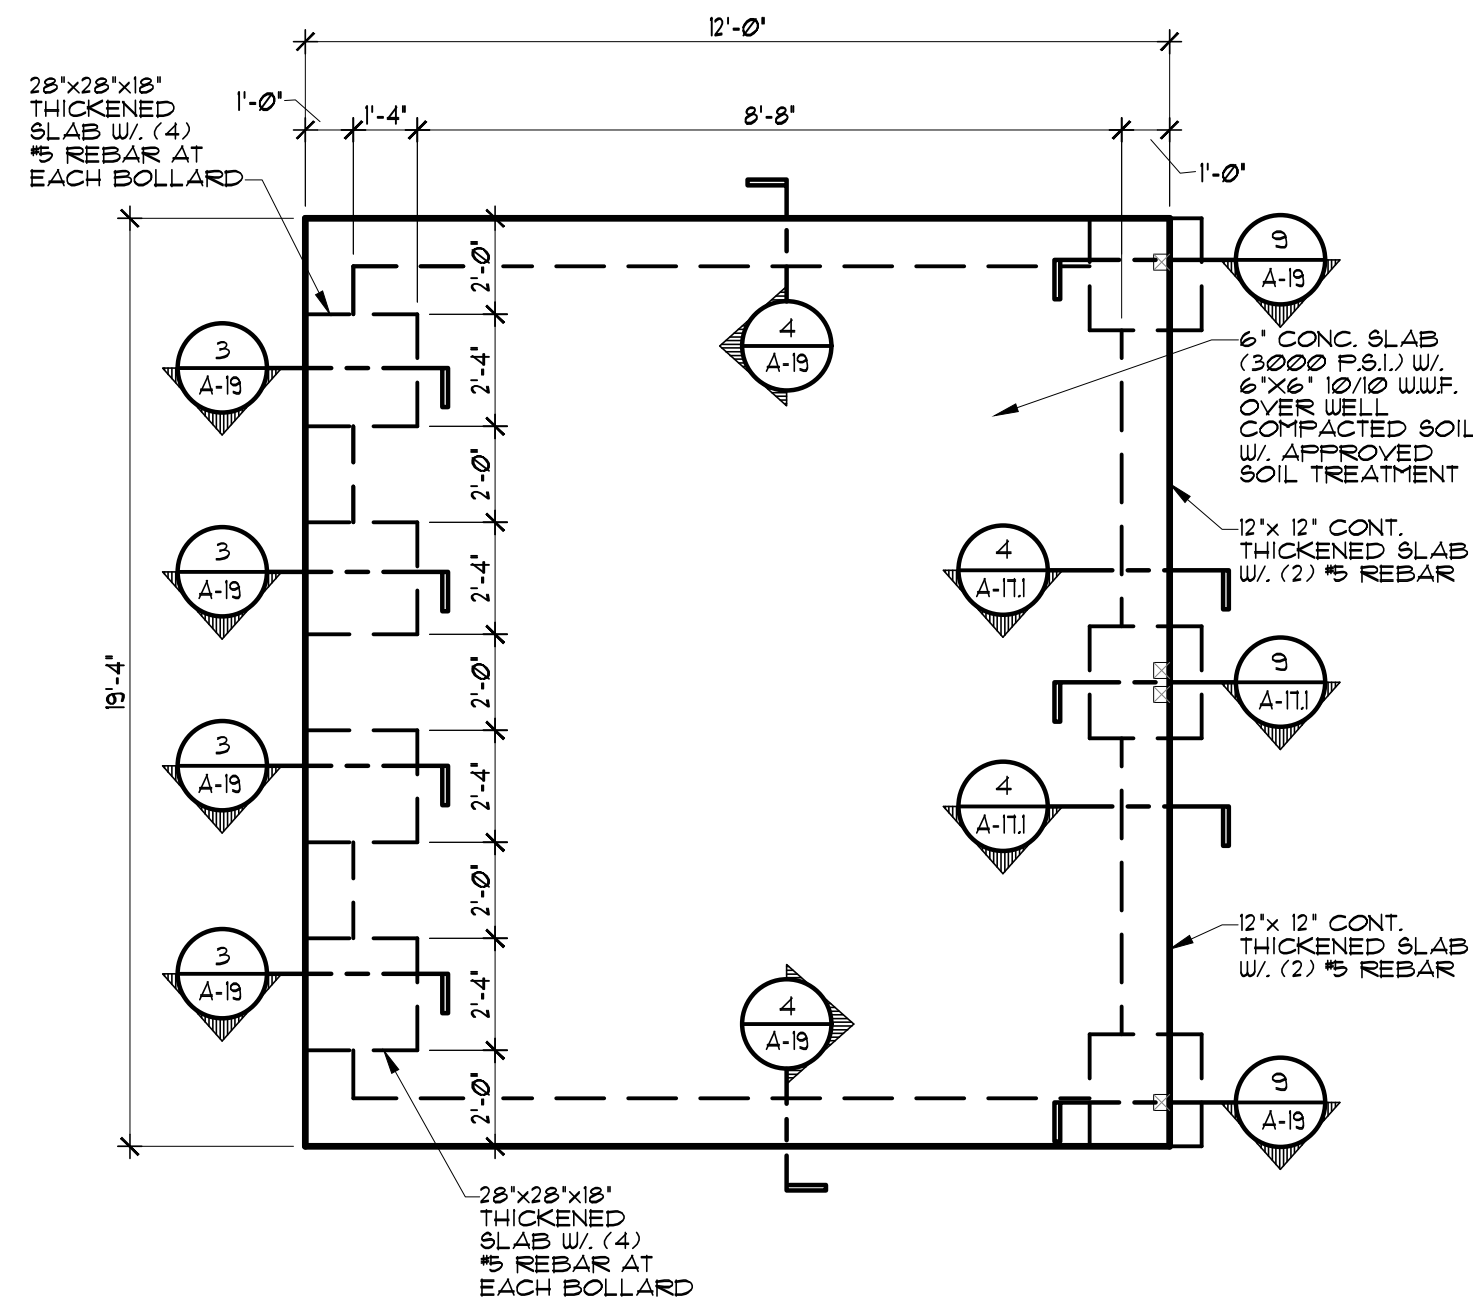 12'-0"
28"x28"x18"
THICKENED
SLAB W/. (4)
#5 REBAR AT
EACH BOLLARD
1'-0"
1'-4"
8'-8"
1'-0"
19'-4"
2'-0"
2'-4"
2'-0"
2'-4"
2'-0"
2'-4"
2'-0"
2'-4"
2'-0"
3
A-19
3
A-19
3
A-19
3
A-19
4
A-19
4
A-17.1
4
A-17.1
4
A-19
9
A-19
6" CONC. SLAB
(3000 P.S.I.) W/.
6"X6" 10/10 W.W.F.
OVER WELL
COMPACTED SOIL
W/. APPROVED
SOIL TREATMENT
12"x 12" CONT.
THICKENED SLAB
W/. (2) #5 REBAR
9
A-17.1
12"x 12" CONT.
THICKENED SLAB
W/. (2) #5 REBAR
9
A-19
28"x28"x18"
THICKENED
SLAB W/. (4)
#5 REBAR AT
EACH BOLLARD